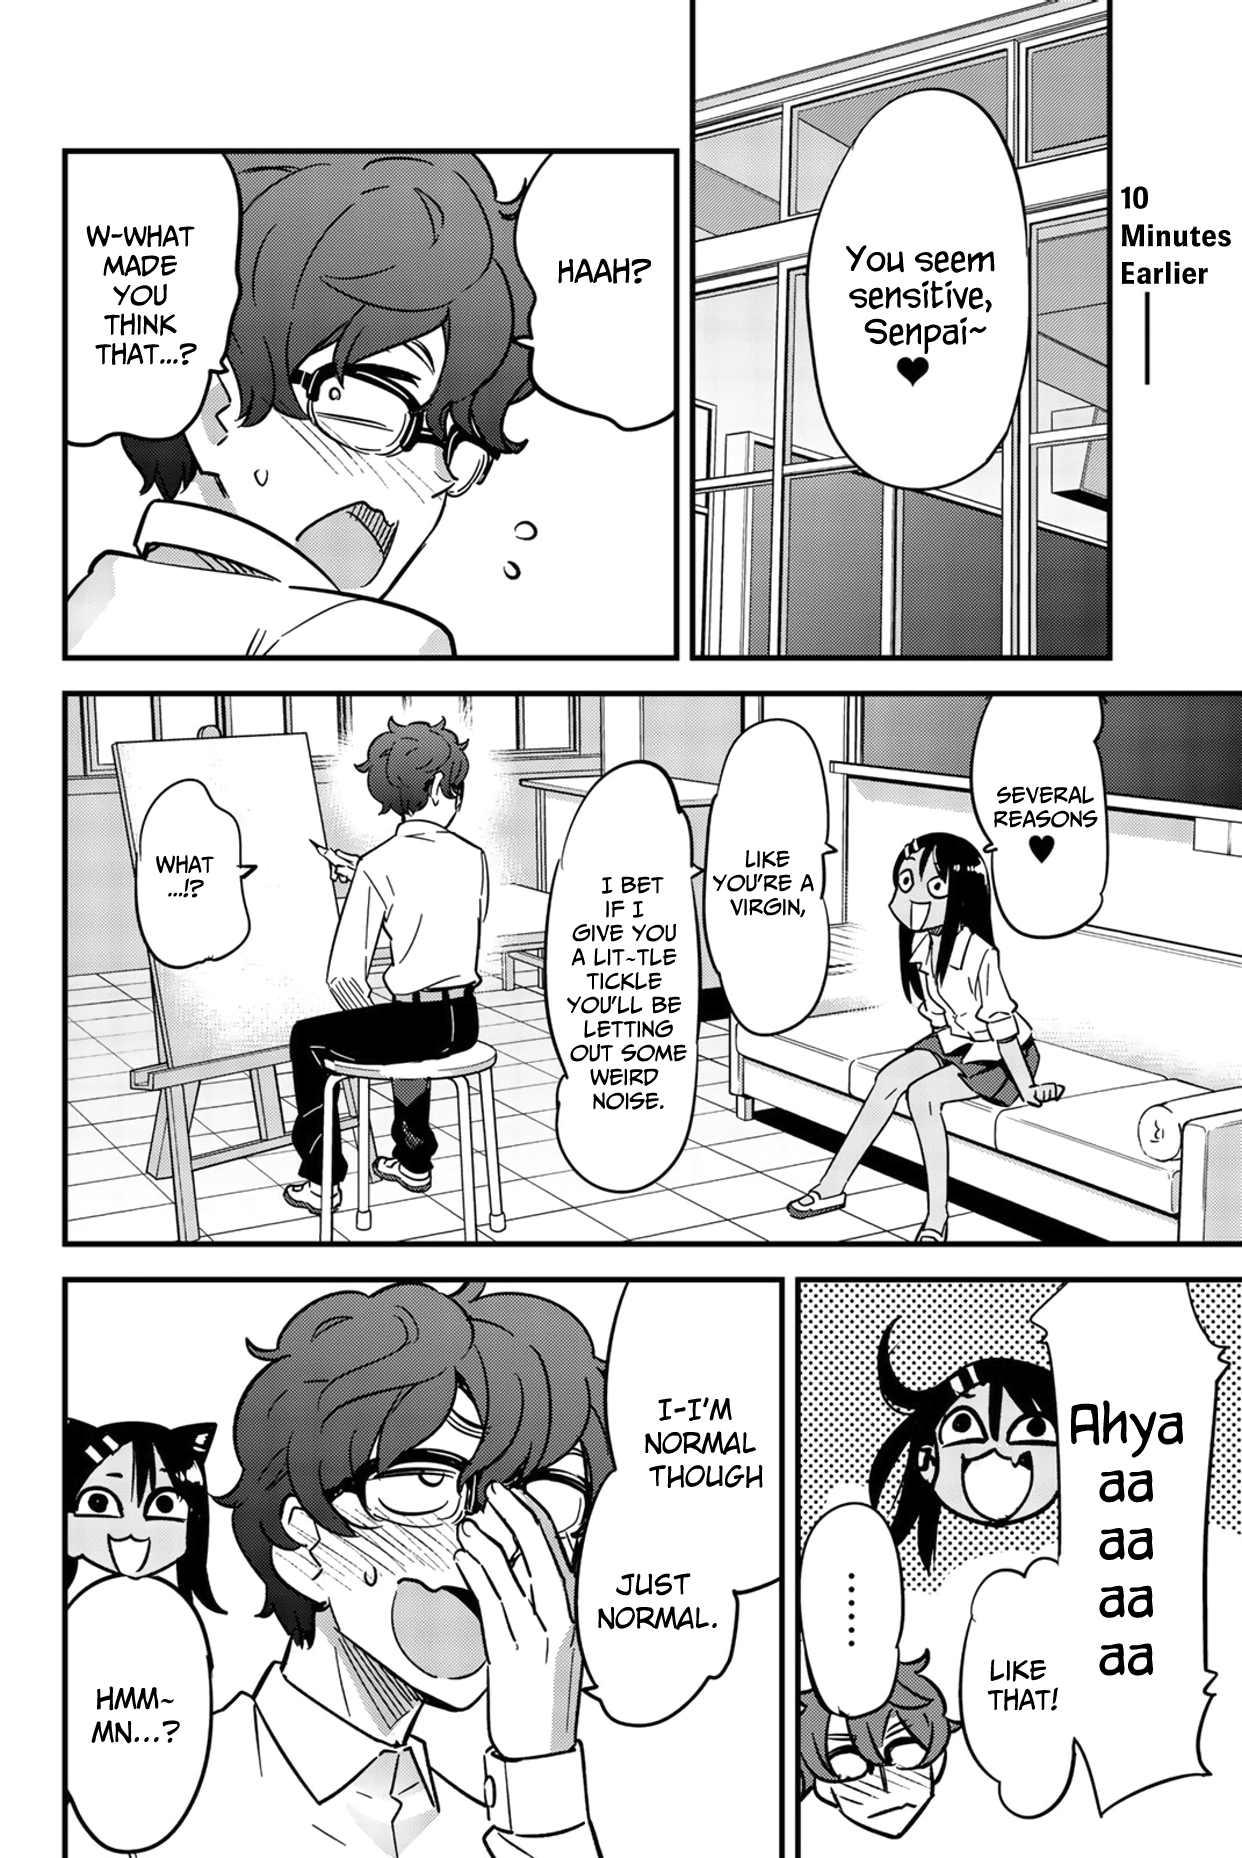 10
Minutes
Earlier
You seem
sensitive,
Senpai~
♥
HAAH?
W-WHAT
MADE
YOU
THINK
THAT...?
SEVERAL
REASONS
♥
LIKE
YOU'RE A
VIRGIN,
I BET
IF I
GIVE YOU
A LIT~TLE
TICKLE
YOU'LL BE
LETTING
OUT SOME
WEIRD
NOISE.
WHAT
...!?
Ahya
aa
aa
aa
aa
LIKE
THAT!
......
I-I'M
NORMAL
THOUGH
JUST
NORMAL.
HMM~
MN...?